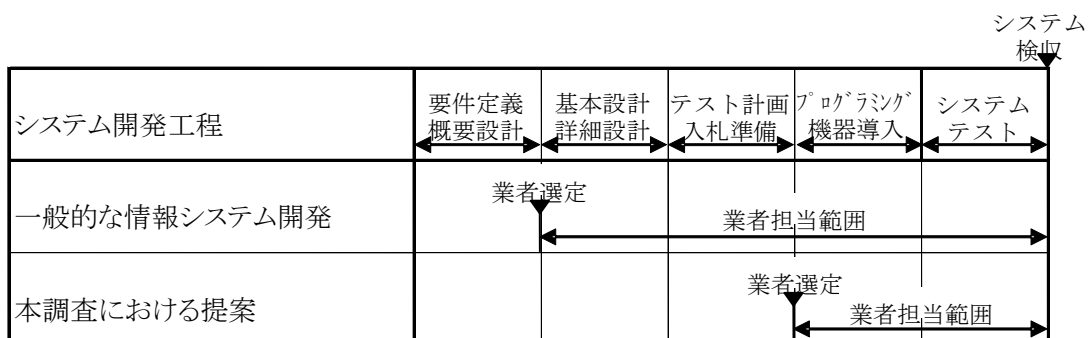 システム
検収
システム開発工程
要件定義
概要設計
基本設計
詳細設計
テスト計画
入札準備
ﾌﾟﾛｸﾞﾗﾐﾝｸﾞ
機器導入
システム
テスト
一般的な情報システム開発
業者選定
業者担当範囲
本調査における提案
業者選定
業者担当範囲